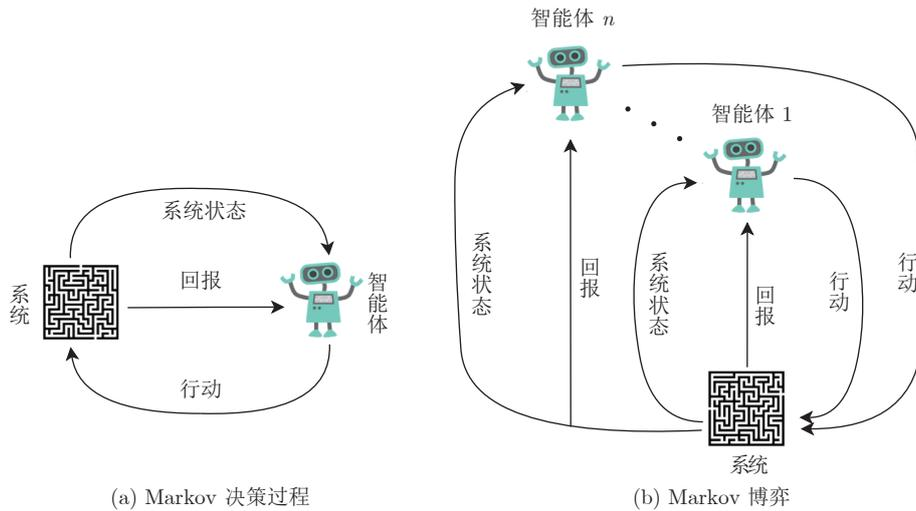 系统状态
系统
回报
智能体
行动
(a) Markov 决策过程
智能体 n
智能体 1
系统状态
回报
系统状态
回报
行动
行动
系统
(b) Markov 博弈